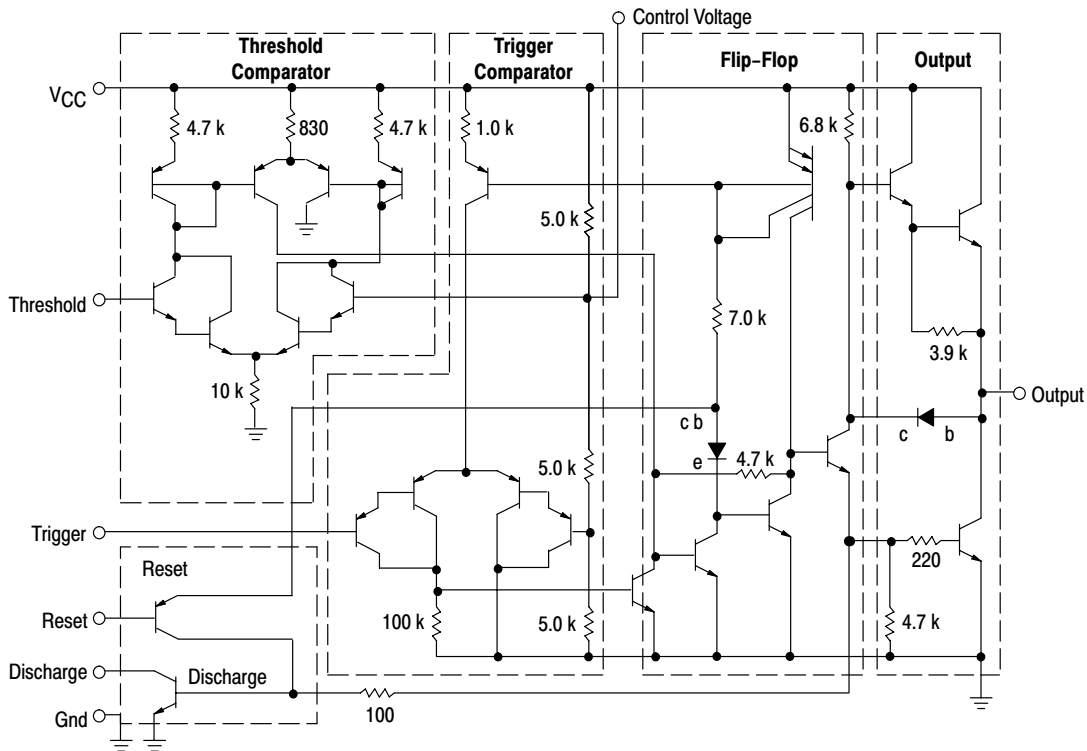 Control Voltage
Threshold
Comparator
Trigger
Comparator
Flip–Flop
Output
VCC
4.7 k
830
4.7 k
1.0 k
6.8 k
5.0 k
Threshold
7.0 k
3.9 k
10 k
Output
c b
c
b
e
4.7 k
5.0 k
Trigger
220
Reset
Reset
100 k
5.0 k
4.7 k
Discharge
Discharge
100
Gnd